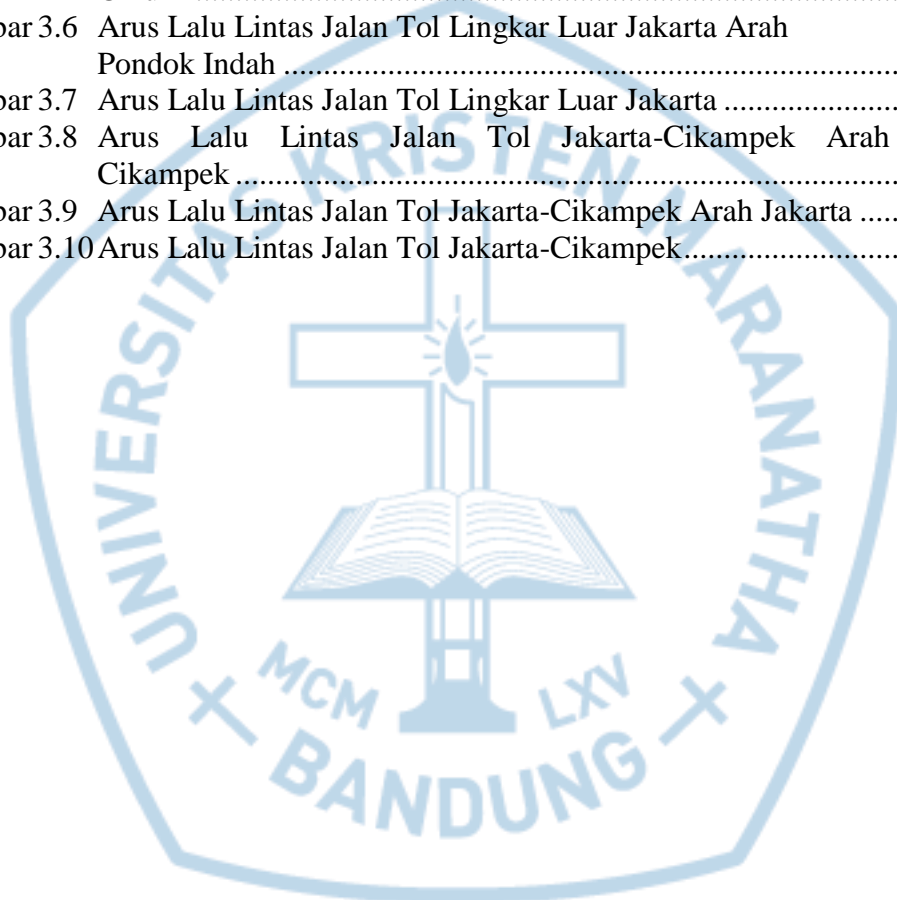 bar 3.6 Arus Lalu Lintas Jalan Tol Lingkar Luar Jakarta Arah
Pondok Indah ..............................................................................
bar 3.7 Arus Lalu Lintas Jalan Tol Lingkar Luar Jakarta ......................
bar 3.8 Arus Lalu Lintas Jalan Tol Jakarta-Cikampek Arah
Cikampek ....................................................................................
bar 3.9 Arus Lalu Lintas Jalan Tol Jakarta-Cikampek Arah Jakarta .....
bar 3.10 Arus Lalu Lintas Jalan Tol Jakarta-Cikampek...........................
UNIVERSITAS KRISTEN MARANATHA
MCM LXV
BANDUNG